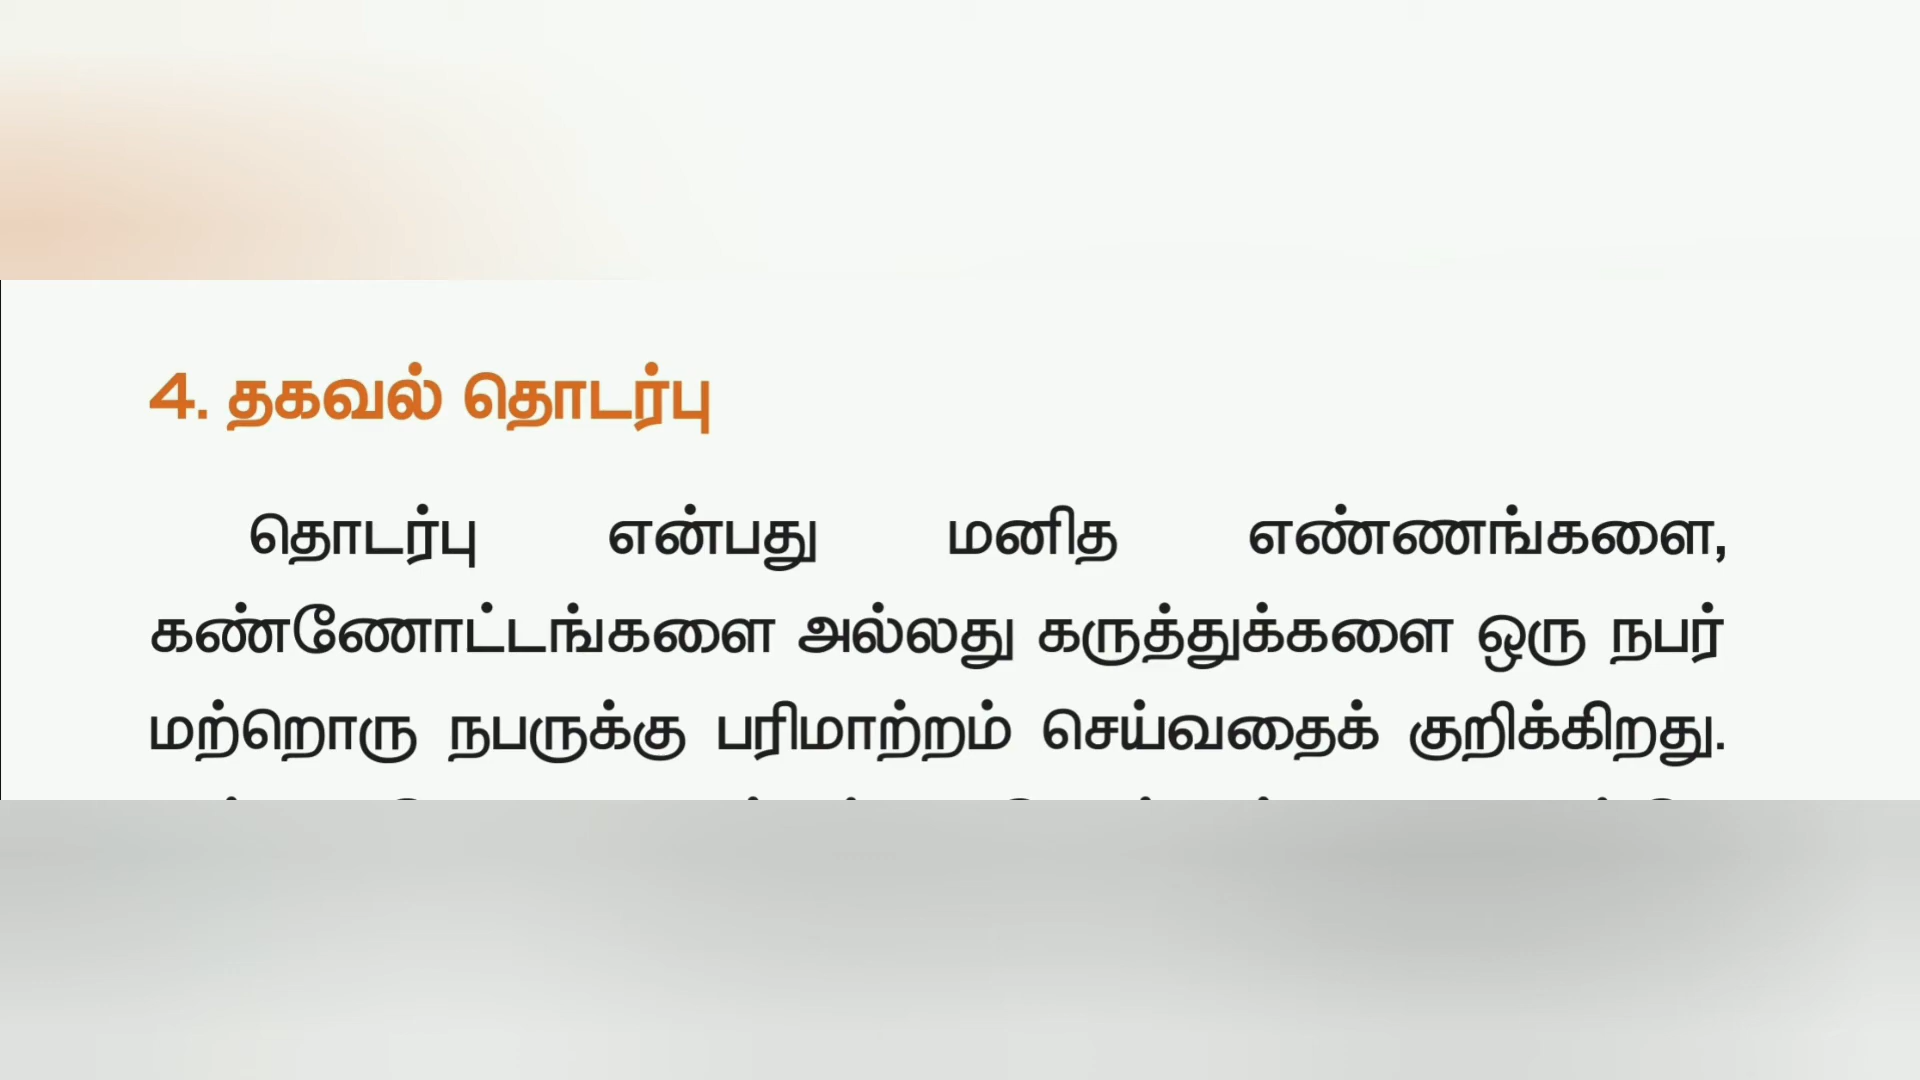 4. தகவல் தொடர்பு
தொடர்பு என்பது மனித எண்ணங்களை,
கண்ணோட்டங்களை அல்லது கருத்துக்களை ஒரு நபர்
மற்றொரு நபருக்கு பரிமாற்றம் செய்வதைக் குறிக்கிறது.